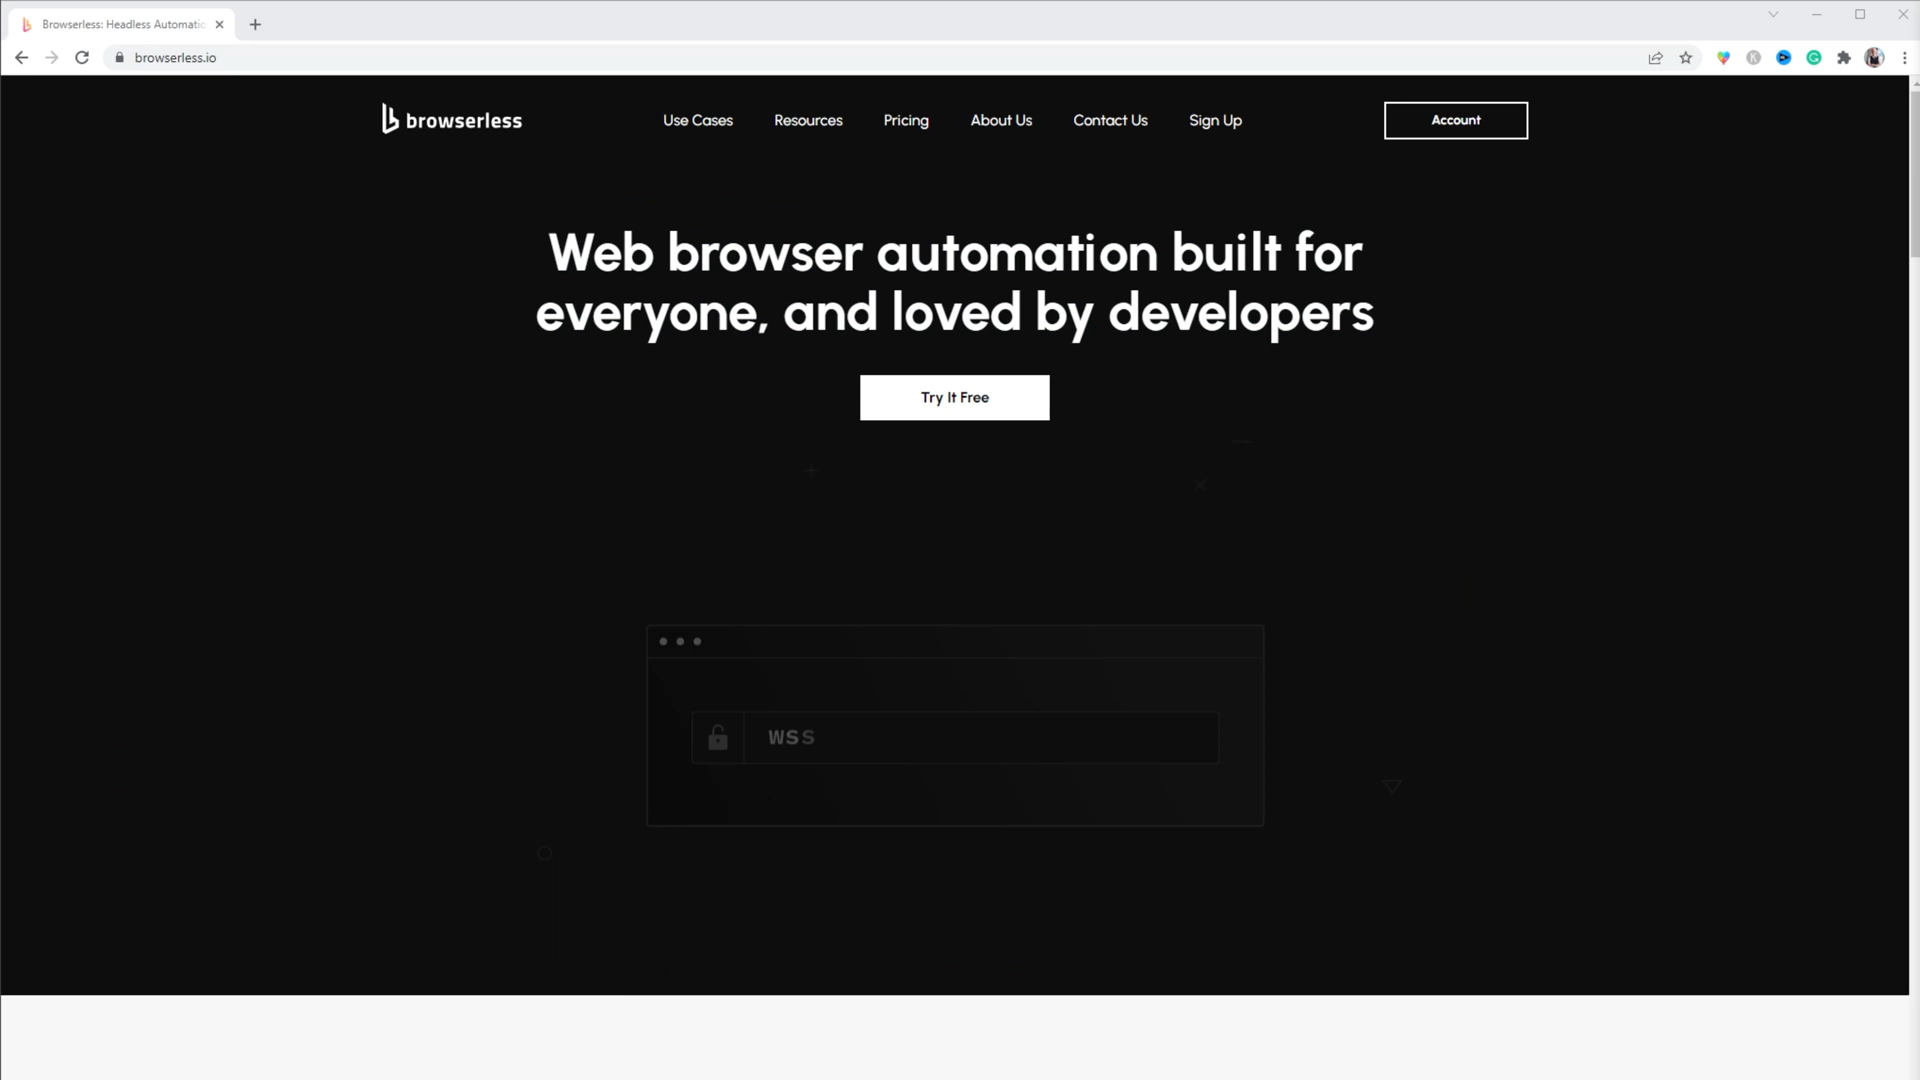 Browserless: Headless Automatic
browserless.io
browserless
Use Cases
Resources
Pricing
About Us
Contact Us
Sign Up
Account
Web browser automation built for
everyone, and loved by developers
Try It Free
WSS